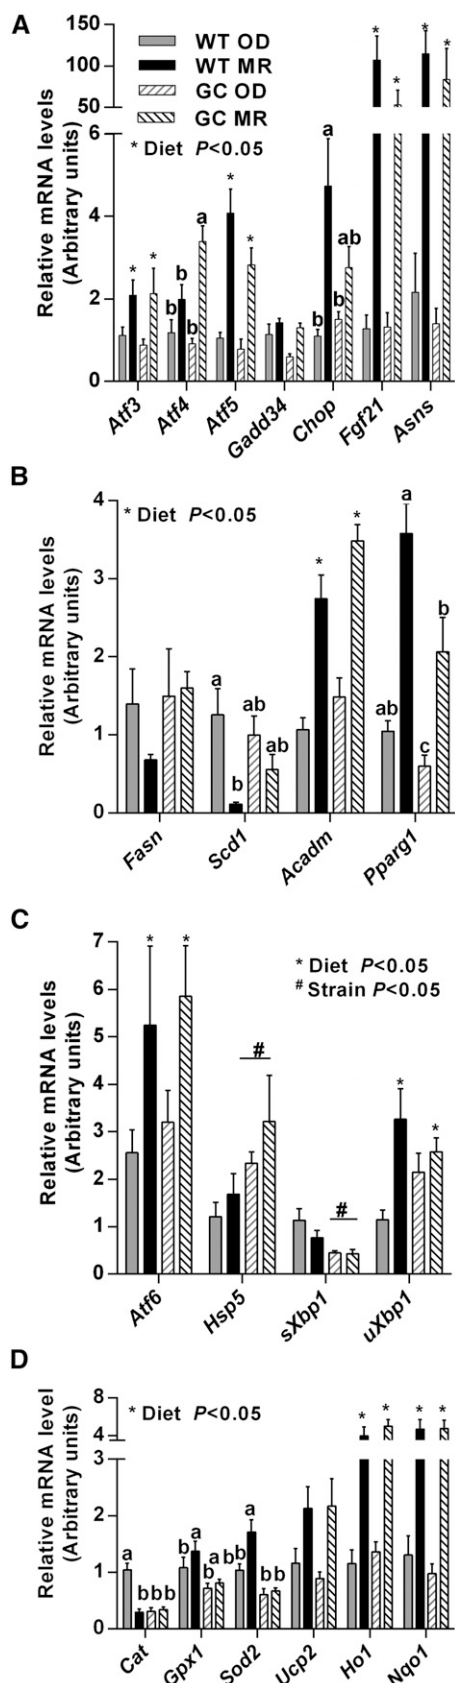 A
Relative mRNA levels
(Arbitrary units)
150
100
50
6
4
2
0
WT OD
WT MR
GC OD
GC MR
* Diet P<0.05
* * b b a * * b b a b ab * * * *
Atf3 Atf4 Atf5 Gadd34 Chop Fgf21 Asns
B
Relative mRNA levels
(Arbitrary units)
4
3
2
1
0
* Diet P<0.05
a b ab ab * * ab a c b
Fasn Scd1 Acadm Pparg1
C
Relative mRNA levels
(Arbitrary units)
7
6
5
4
3
2
1
0
* Diet P<0.05
# Strain P<0.05
* * # # * *
Atf6 Hsp5 sXbp1 uXbp1
D
Relative mRNA level
(Arbitrary units)
8
4
3
2
1
0
* Diet P<0.05
a b b b b a b a b b a b b * * * *
Cat Gpx1 Sod2 Ucp2 Ho1 Nqo1